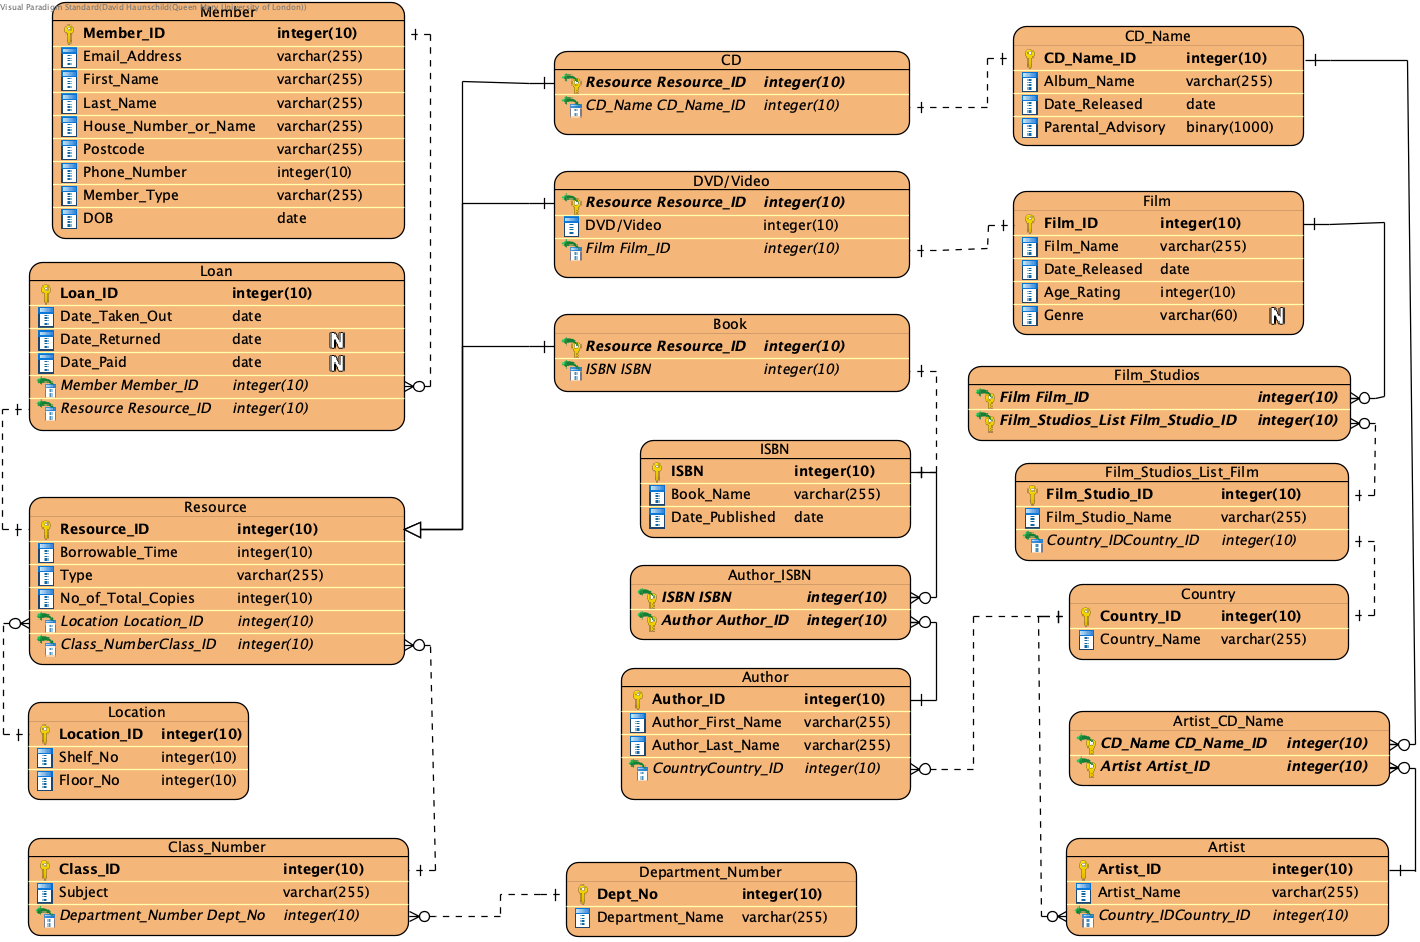 Visual Paradigm Standard(David Haunschild(Queen Mary University of London))
Member
Member_ID integer(10)
Email_Address varchar(255)
First_Name varchar(255)
Last_Name varchar(255)
House_Number_or_Name varchar(255)
Postcode varchar(255)
Phone_Number integer(10)
Member_Type varchar(255)
DOB date
Loan
Loan_ID integer(10)
Date_Taken_Out date
Date_Returned date N
Date_Paid date N
Member Member_ID integer(10)
Resource Resource_ID integer(10)
Resource
Resource_ID integer(10)
Borrowable_Time integer(10)
Type varchar(255)
No_of_Total_Copies integer(10)
Location Location_ID integer(10)
Class_NumberClass_ID integer(10)
Location
Location_ID integer(10)
Shelf_No integer(10)
Floor_No integer(10)
Class_Number
Class_ID integer(10)
Subject varchar(255)
Department_Number Dept_No integer(10)
CD
Resource Resource_ID integer(10)
CD_Name CD_Name_ID integer(10)
DVD/Video
Resource Resource_ID integer(10)
DVD/Video integer(10)
Film Film_ID integer(10)
Book
Resource Resource_ID integer(10)
ISBN ISBN integer(10)
ISBN
ISBN integer(10)
Book_Name varchar(255)
Date_Published date
Author_ISBN
ISBN ISBN integer(10)
Author Author_ID integer(10)
Author
Author_ID integer(10)
Author_First_Name varchar(255)
Author_Last_Name varchar(255)
CountryCountry_ID integer(10)
Department_Number
Dept_No integer(10)
Department_Name varchar(255)
CD_Name
CD_Name_ID integer(10)
Album_Name varchar(255)
Date_Released date
Parental_Advisory binary(1000)
Film
Film_ID integer(10)
Film_Name varchar(255)
Date_Released date
Age_Rating integer(10)
Genre varchar(60) N
Film_Studios
Film Film_ID integer(10)
Film_Studios_List Film_Studio_ID integer(10)
Film_Studios_List_Film
Film_Studio_ID integer(10)
Film_Studio_Name varchar(255)
Country_IDCountry_ID integer(10)
Country
Country_ID integer(10)
Country_Name varchar(255)
Artist_CD_Name
CD_Name CD_Name_ID integer(10)
Artist Artist_ID integer(10)
Artist
Artist_ID integer(10)
Artist_Name varchar(255)
Country_IDCountry_ID integer(10)